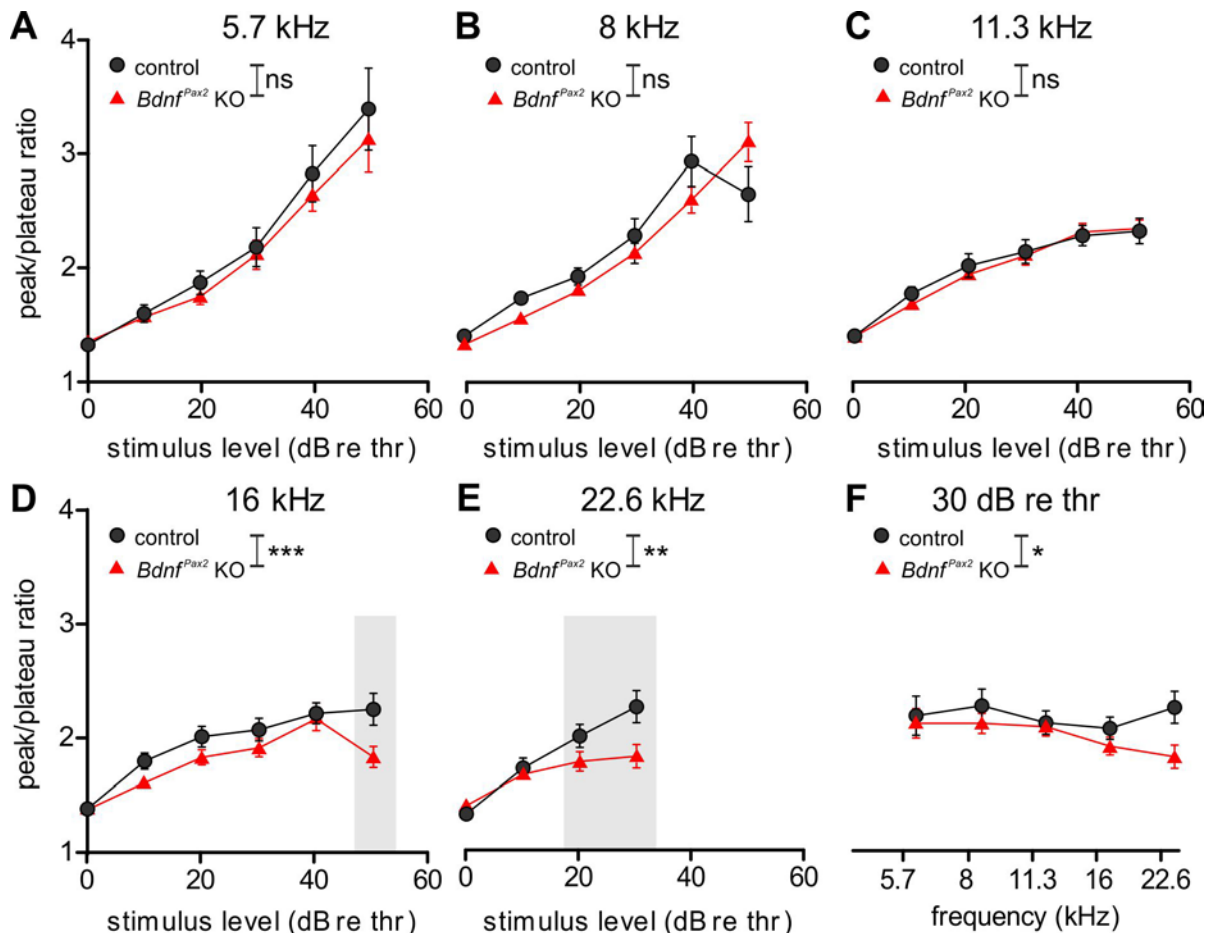 A 5.7 kHz
control
Bdnf^Pax2 KO
ns
peak/plateau ratio
4
3
2
1
0 20 40 60
stimulus level (dB re thr)
B 8 kHz
control
Bdnf^Pax2 KO
ns
0 20 40 60
stimulus level (dB re thr)
C 11.3 kHz
control
Bdnf^Pax2 KO
ns
0 20 40 60
stimulus level (dB re thr)
D 16 kHz
control
Bdnf^Pax2 KO
***
peak/plateau ratio
4
3
2
1
0 20 40 60
stimulus level (dB re thr)
E 22.6 kHz
control
Bdnf^Pax2 KO
**
0 20 40 60
stimulus level (dB re thr)
F 30 dB re thr
control
Bdnf^Pax2 KO
*
5.7 8 11.3 16 22.6
frequency (kHz)